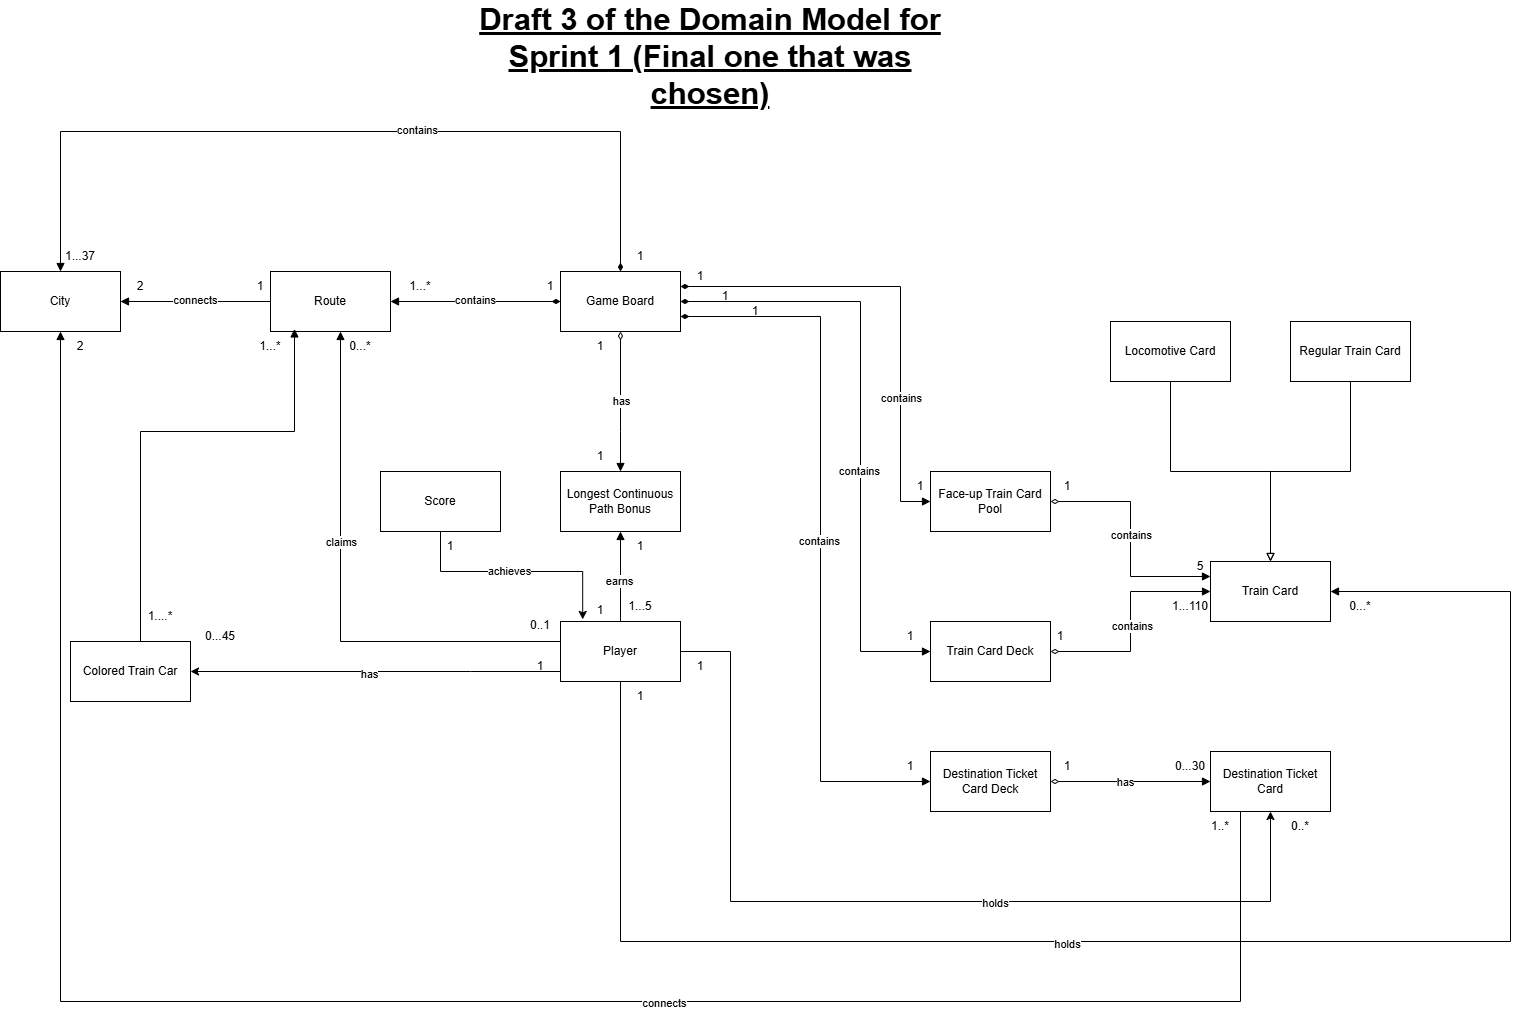 Draft 3 of the Domain Model for
Sprint 1 (Final one that was
chosen)
contains
1...37
1
City
2
connects
1
Route
1...*
contains
1
Game Board
1
1
1
2
1...*
0...*
1
has
1
contains
contains
contains
Locomotive Card
Regular Train Card
Score
1
achieves
Longest Continuous
Path Bonus
1
earns
1...5
1
claims
0..1
1
Face-up Train Card
Pool
1
contains
5
1...110
Train Card
0...*
1....*
0...45
Colored Train Car
has
1
Player
1
1
1
Train Card Deck
1
contains
1
Destination Ticket
Card Deck
1
has
0...30
Destination Ticket
Card
1..*
0..*
holds
holds
connects